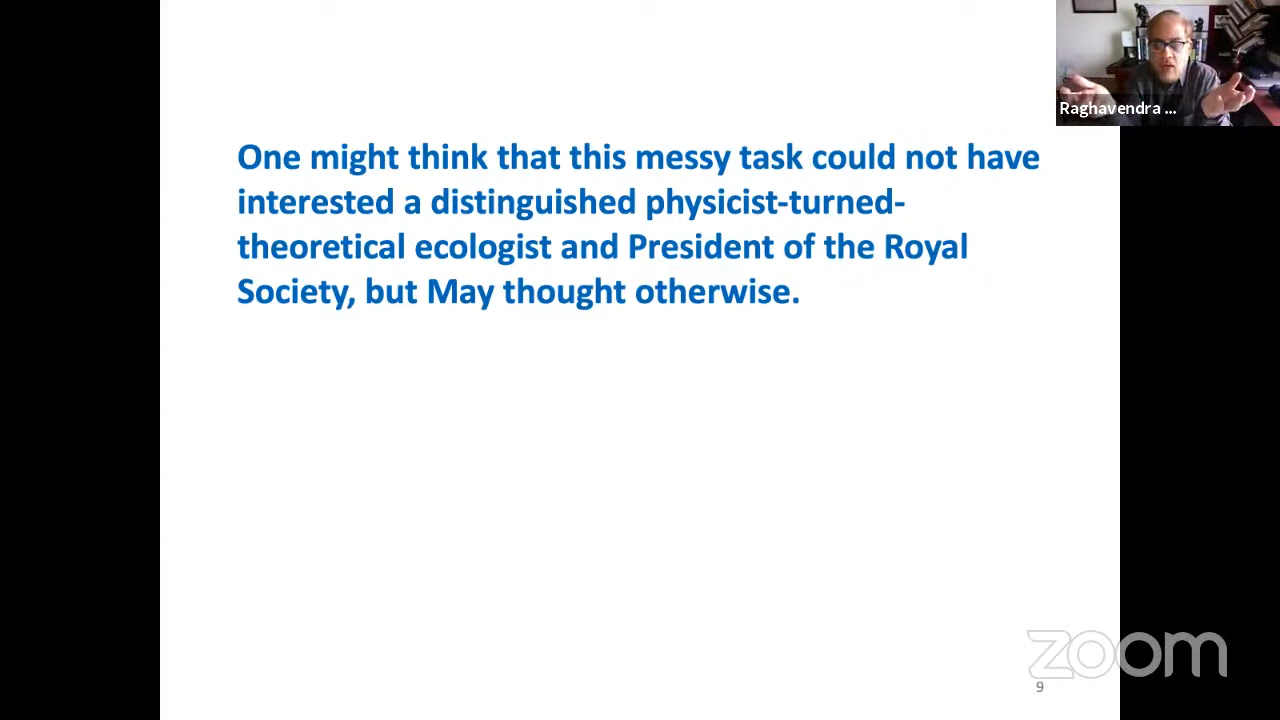 Raghavendra ...
One might think that this messy task could not have
interested a distinguished physicist-turned-
theoretical ecologist and President of the Royal
Society, but May thought otherwise.
zoom
9